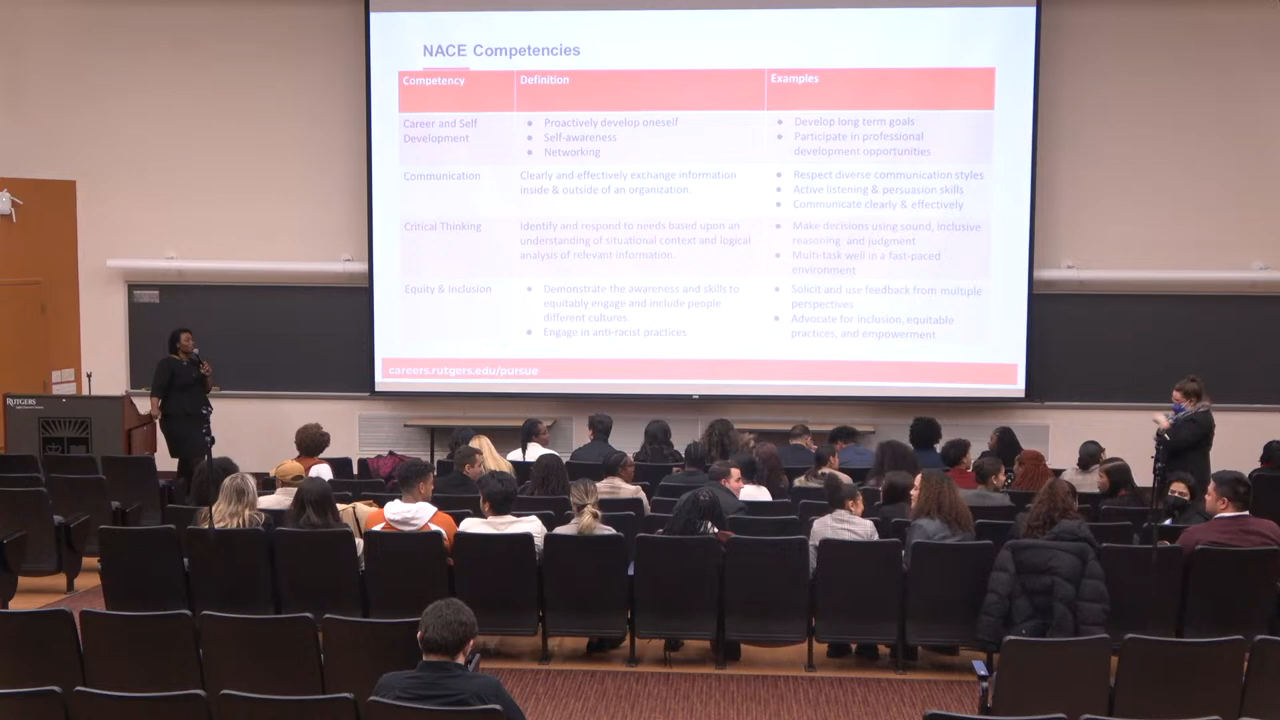 NACE Competencies
Competency Definition Examples
Career and Self
Development
● Proactively develop oneself
● Self-awareness
● Networking
● Develop long term goals
● Participate in professional
development opportunities
Communication
Clearly and effectively exchange information
inside & outside of an organization.
● Respect diverse communication styles
● Active listening & persuasion skills
● Communicate clearly & effectively
Critical Thinking
Identify and respond to needs based upon an
understanding of situational context and logical
analysis of relevant information.
● Make decisions using sound, inclusive
reasoning and judgment
● Multi-task well in a fast-paced
environment
Equity & Inclusion
● Demonstrate the awareness and skills to
equitably engage and include people
different cultures.
● Engage in anti-racist practices
● Solicit and use feedback from multiple
perspectives
● Advocate for inclusion, equitable
practices, and empowerment
careers.rutgers.edu/pursue
RUTGERS